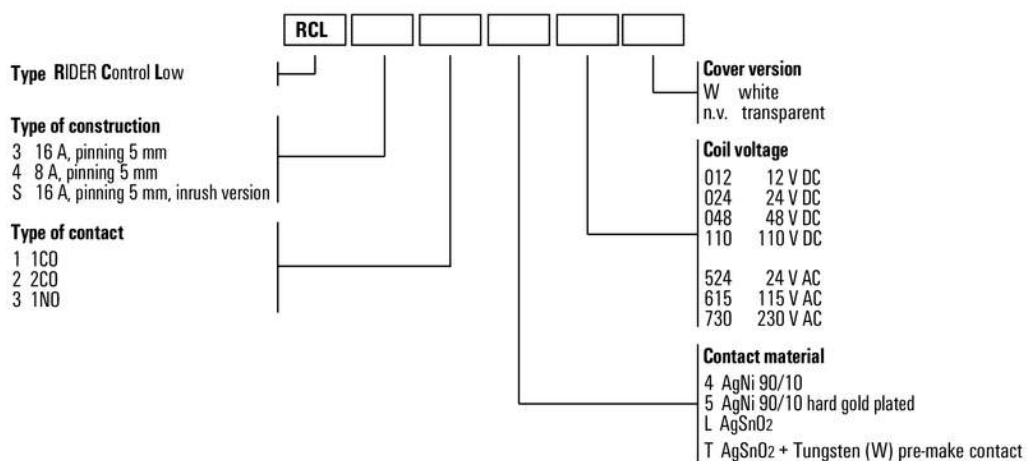 RCL
Type RIDER Control Low
Type of construction
3 16 A, pinning 5 mm
4 8 A, pinning 5 mm
S 16 A, pinning 5 mm, inrush version
Type of contact
1 1CO
2 2CO
3 1NO
Cover version
W white
n.v. transparent
Coil voltage
012 12 V DC
024 24 V DC
048 48 V DC
110 110 V DC
524 24 V AC
615 115 V AC
730 230 V AC
Contact material
4 AgNi 90/10
5 AgNi 90/10 hard gold plated
L AgSnO2
T AgSnO2 + Tungsten (W) pre-make contact